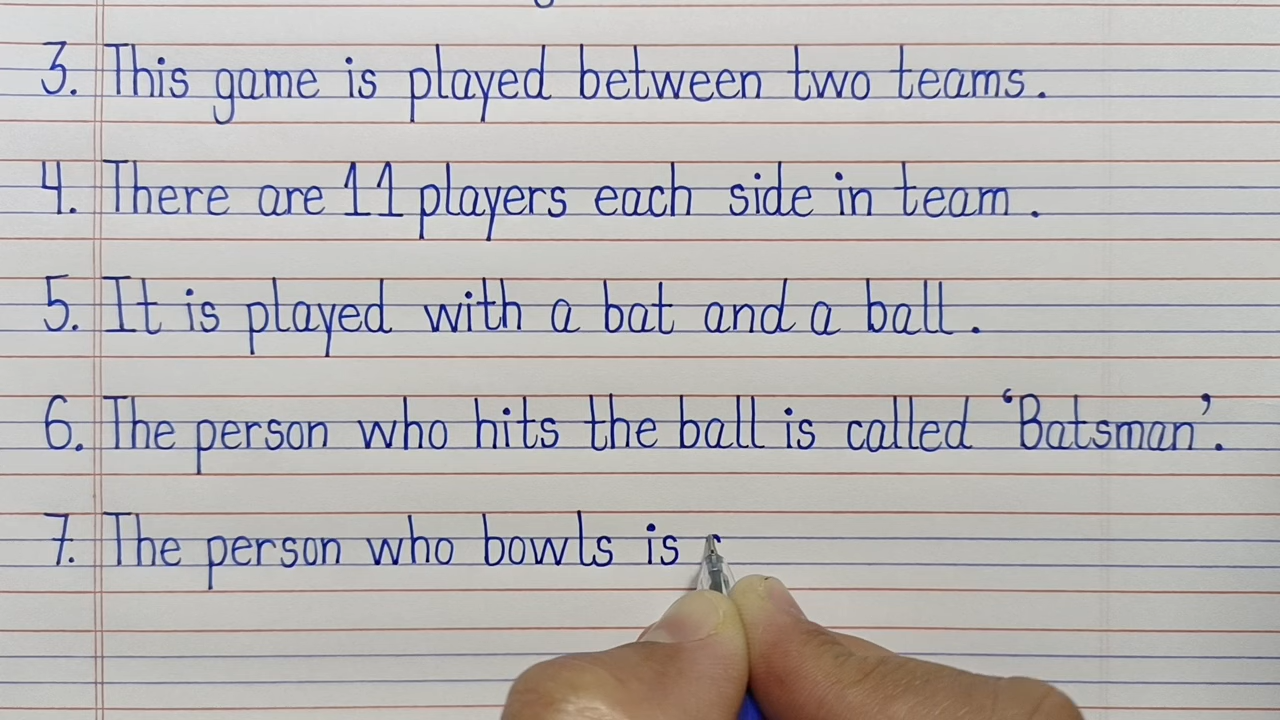 3. This game is played between two teams.
4. There are 11 players each side in team.
5. It is played with a bat and a ball.
6. The person who hits the ball is called ‘Batsman’.
7. The person who bowls is